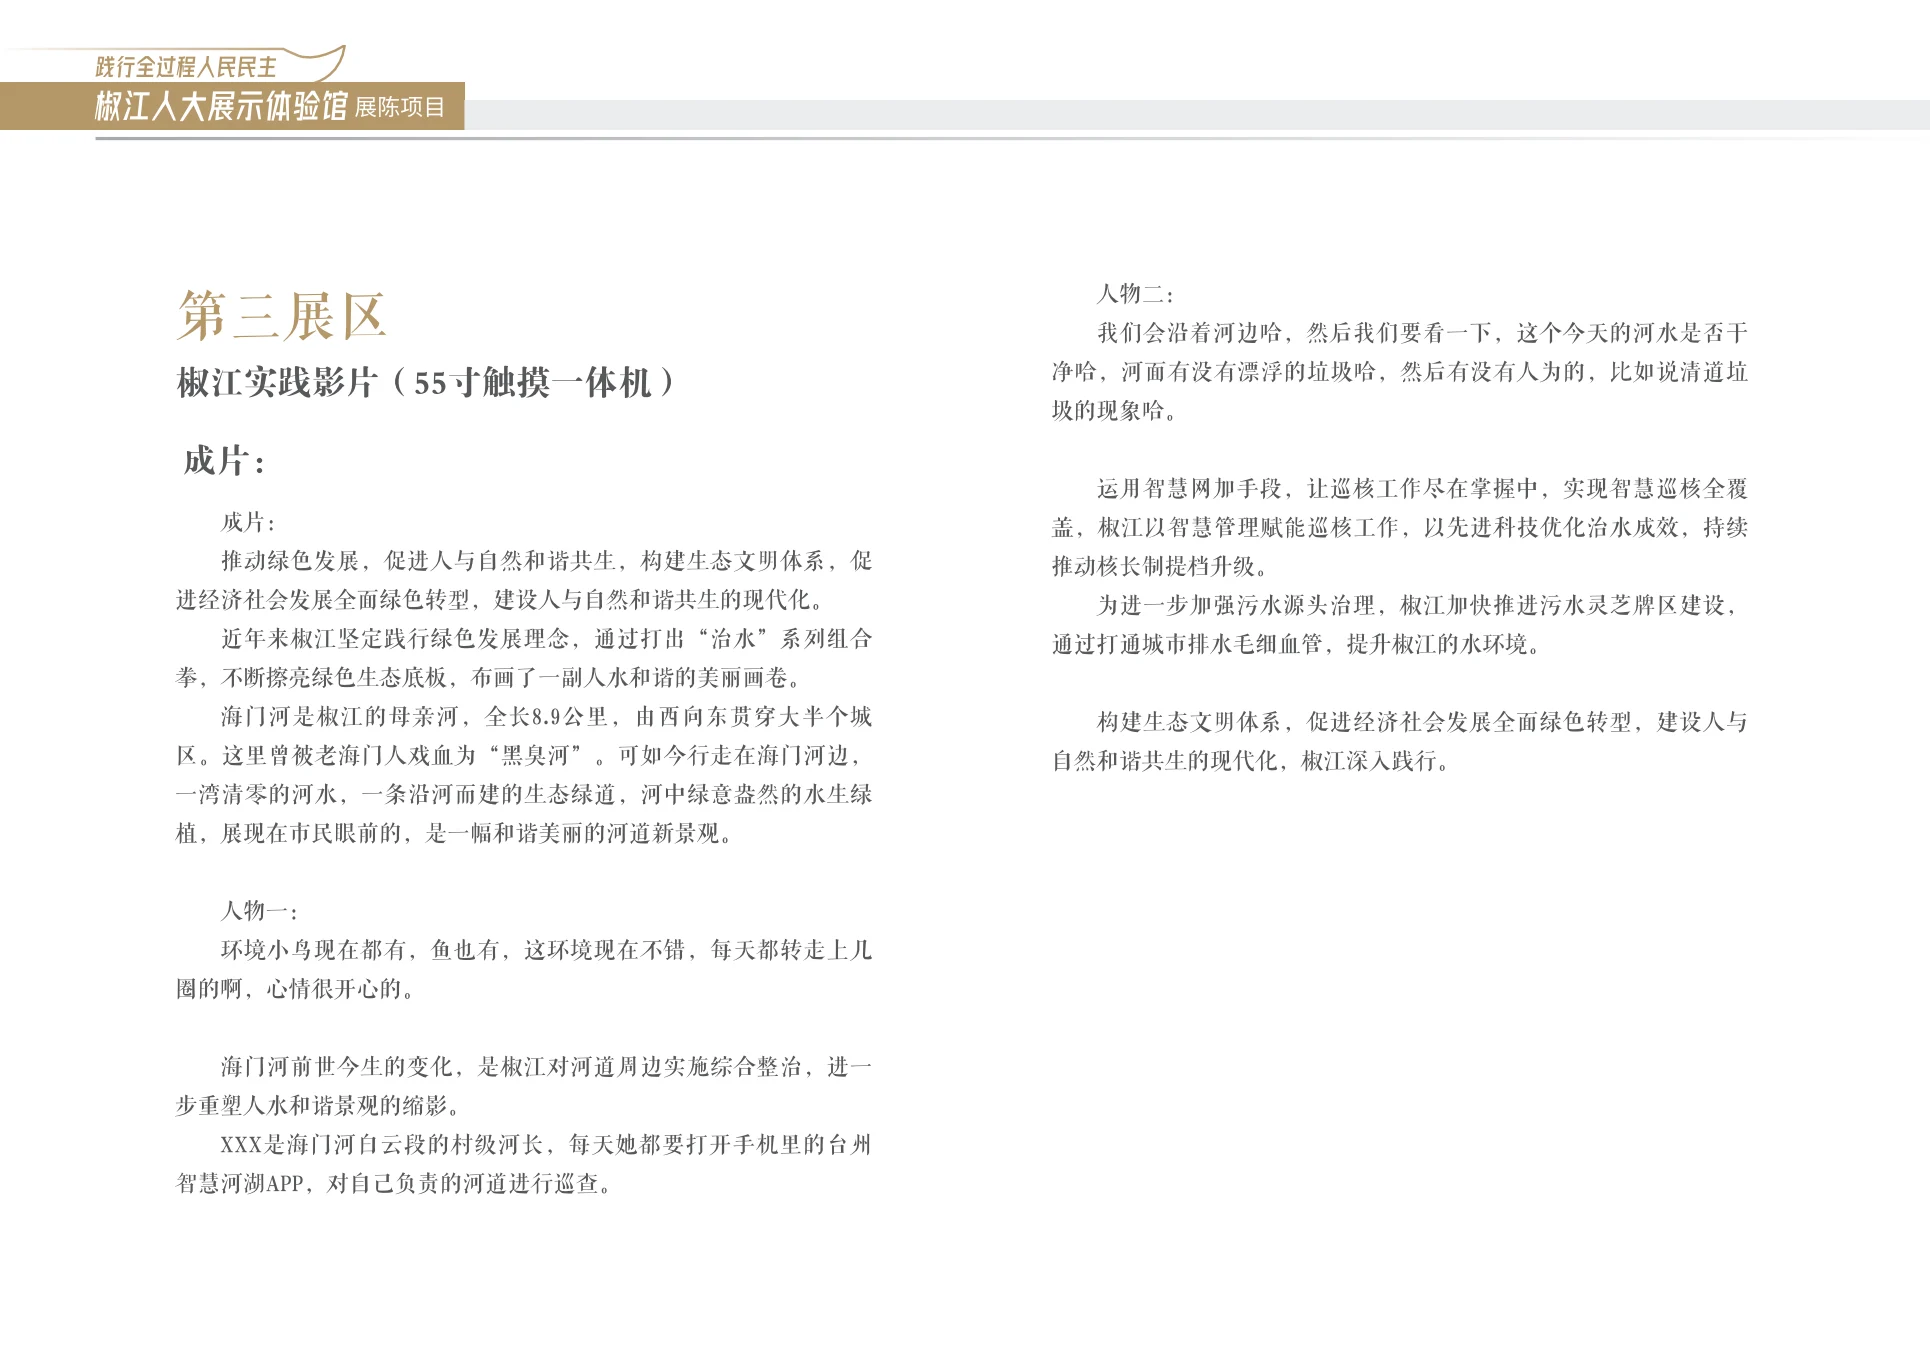 践行全过程人民民主
椒江人大展示体验馆 展陈项目
第三展区
椒江实践影片（55寸触摸一体机）
成片：
成片：
推动绿色发展，促进人与自然和谐共生，构建生态文明体系，促
进经济社会发展全面绿色转型，建设人与自然和谐共生的现代化。
近年来椒江坚定践行绿色发展理念，通过打出“治水”系列组合
拳，不断擦亮绿色生态底板，布画了一副人水和谐的美丽画卷。
海门河是椒江的母亲河，全长8.9公里，由西向东贯穿大半个城
区。这里曾被老海门人戏血为“黑臭河”。可如今行走在海门河边，
一湾清零的河水，一条沿河而建的生态绿道，河中绿意盎然的水生绿
植，展现在市民眼前的，是一幅和谐美丽的河道新景观。
人物一：
环境小鸟现在都有，鱼也有，这环境现在不错，每天都转走上几
圈的啊，心情很开心的。
海门河前世今生的变化，是椒江对河道周边实施综合整治，进一
步重塑人水和谐景观的缩影。
XXX是海门河白云段的村级河长，每天她都要打开手机里的台州
智慧河湖APP，对自己负责的河道进行巡查。
人物二：
我们会沿着河边哈，然后我们要看一下，这个今天的河水是否干
净哈，河面有没有漂浮的垃圾哈，然后有没有人为的，比如说清道垃
圾的现象哈。
运用智慧网加手段，让巡核工作尽在掌握中，实现智慧巡核全覆
盖，椒江以智慧管理赋能巡核工作，以先进科技优化治水成效，持续
推动核长制提档升级。
为进一步加强污水源头治理，椒江加快推进污水灵芝牌区建设，
通过打通城市排水毛细血管，提升椒江的水环境。
构建生态文明体系，促进经济社会发展全面绿色转型，建设人与
自然和谐共生的现代化，椒江深入践行。